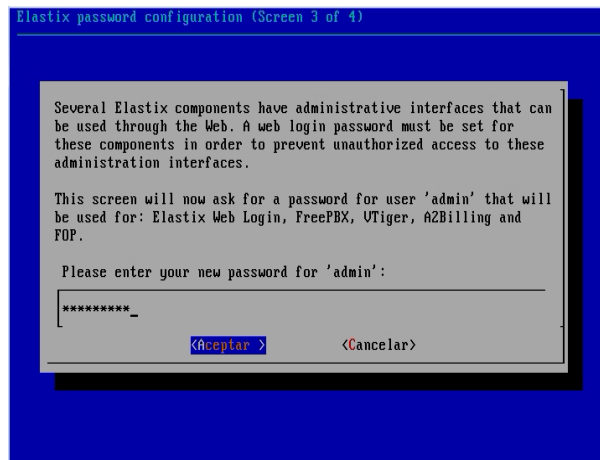 Elastix password configuration (Screen 3 of 4)
Several Elastix components have administrative interfaces that can
be used through the Web. A web login password must be set for
these components in order to prevent unauthorized access to these
administration interfaces.
This screen will now ask for a password for user 'admin' that will
be used for: Elastix Web Login, FreePBX, VTiger, A2Billing and
FOP.
Please enter your new password for 'admin':
*********_
<Aceptar > <Cancelar>